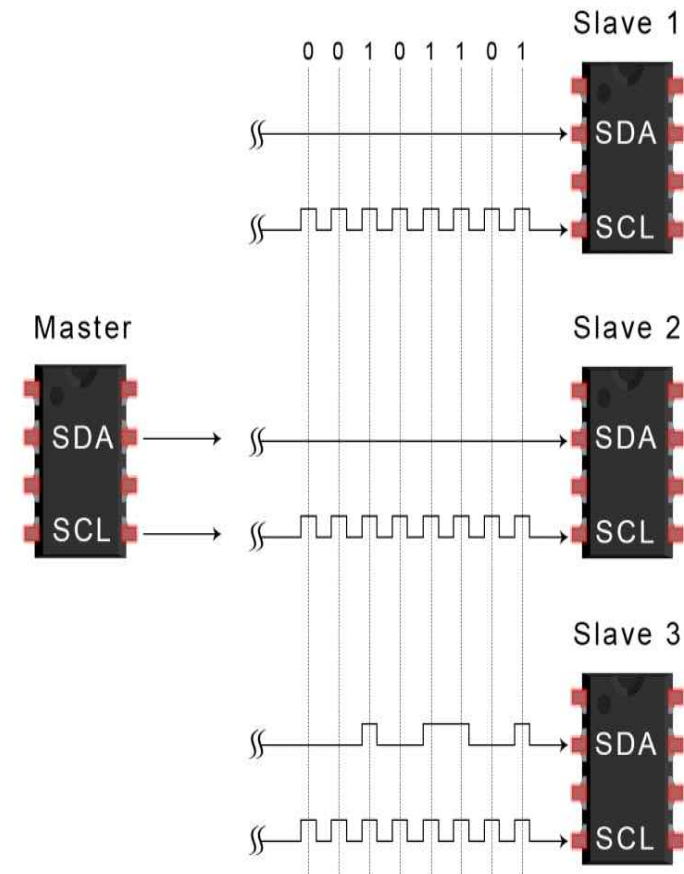 Slave 1
0 0 1 0 1 1 0 1
SDA
SCL
Master
Slave 2
SDA
SDA
SCL
SCL
Slave 3
SDA
SCL